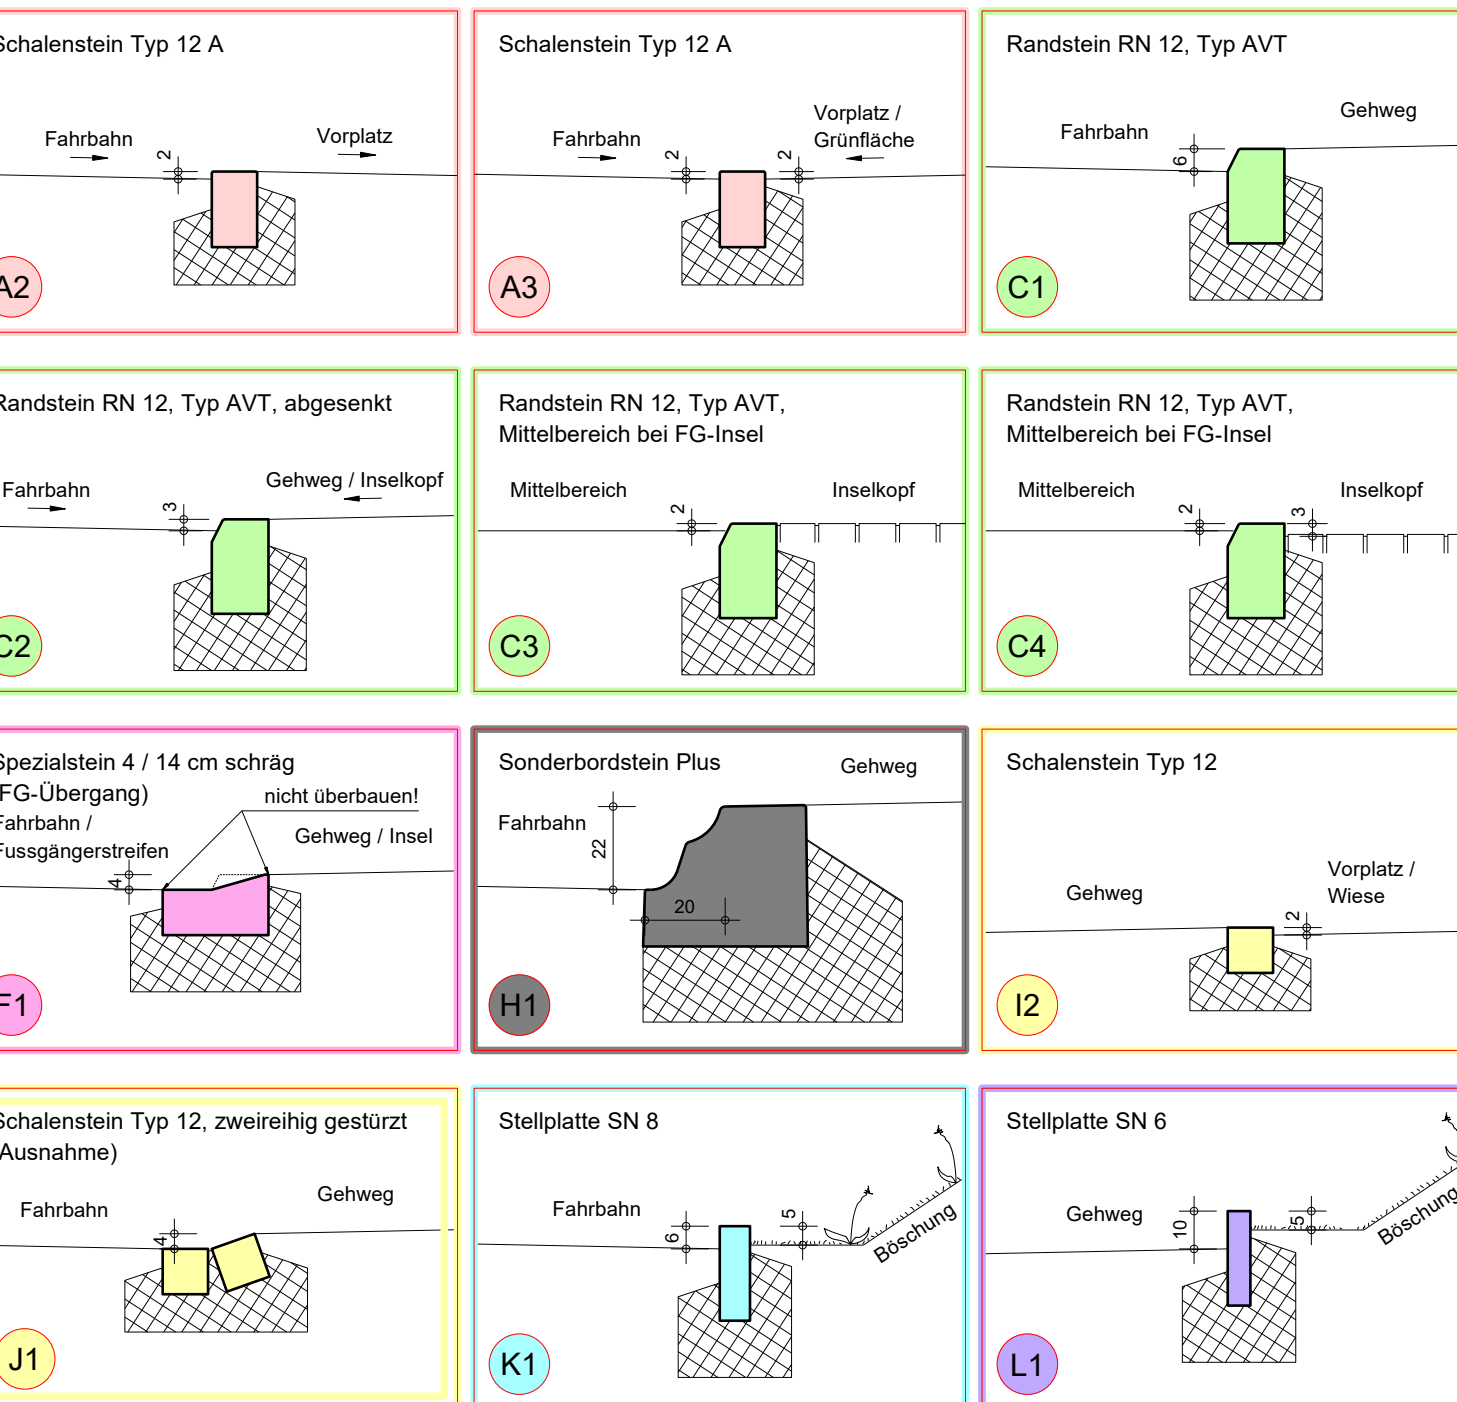 Schalenstein Typ 12 A
Fahrbahn
Vorplatz
2
A2
Schalenstein Typ 12 A
Fahrbahn
Vorplatz /
Grünfläche
2
2
A3
Randstein RN 12, Typ AVT
Fahrbahn
Gehweg
6
C1
Randstein RN 12, Typ AVT, abgesenkt
Fahrbahn
Gehweg / Inselkopf
3
C2
Randstein RN 12, Typ AVT,
Mittelbereich bei FG-Insel
Mittelbereich
Inselkopf
2
C3
Randstein RN 12, Typ AVT,
Mittelbereich bei FG-Insel
Mittelbereich
Inselkopf
2
3
C4
Spezialstein 4 / 14 cm schräg
FG-Übergang)
nicht überbauen!
Fahrbahn /
Fussgängerstreifen
Gehweg / Insel
4
F1
Sonderbordstein Plus
Gehweg
Fahrbahn
22
20
H1
Schalenstein Typ 12
Gehweg
Vorplatz /
Wiese
2
I2
Schalenstein Typ 12, zweireihig gestürzt
Ausnahme)
Fahrbahn
Gehweg
4
J1
Stellplatte SN 8
Fahrbahn
6
5
Böschung
K1
Stellplatte SN 6
Gehweg
10
5
Böschung
L1